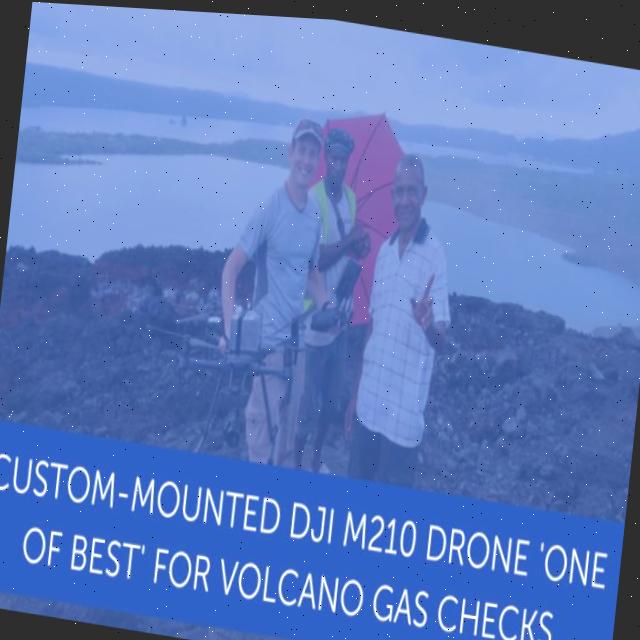 CUSTOM-MOUNTED DJI M210 DRONE 'ONE
OF BEST' FOR VOLCANO GAS CHECKS